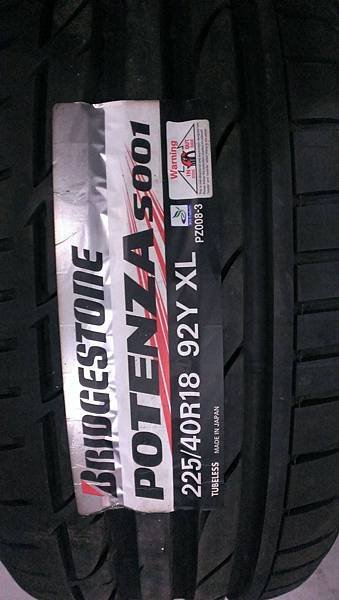 BRIDGESTONE
POTENZA S001
225/40R18 92Y XL
PZ008-3
TUBELESS MADE IN JAPAN
Warning